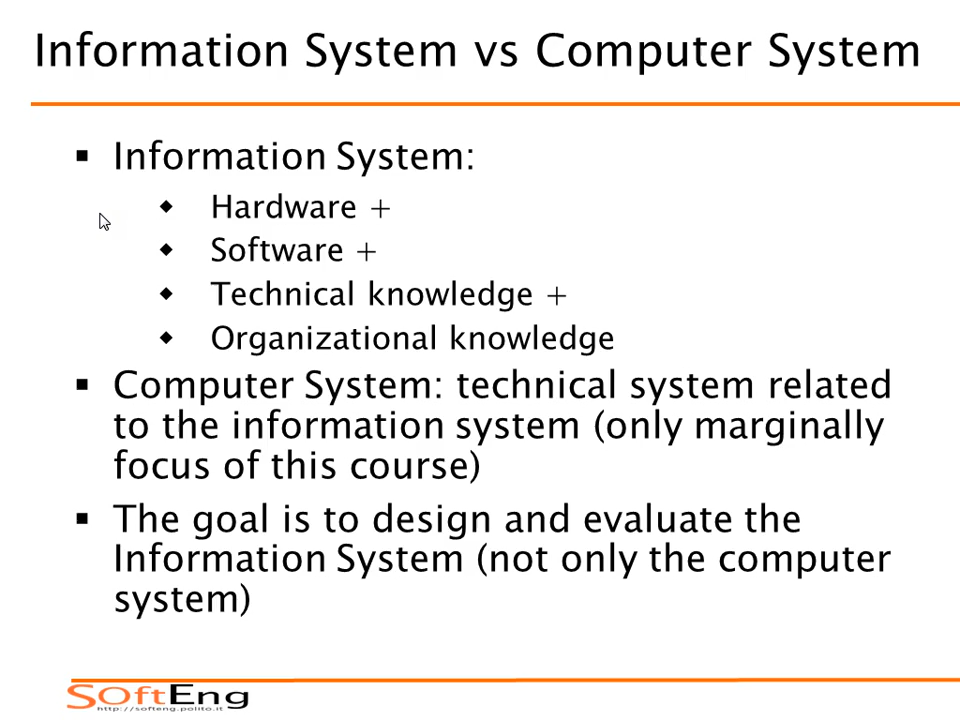 Information System vs Computer System
▪ Information System:
◆ Hardware +
◆ Software +
◆ Technical knowledge +
◆ Organizational knowledge
▪ Computer System: technical system related
to the information system (only marginally
focus of this course)
▪ The goal is to design and evaluate the
Information System (not only the computer
system)
SoftEng
http://softeng.polito.it